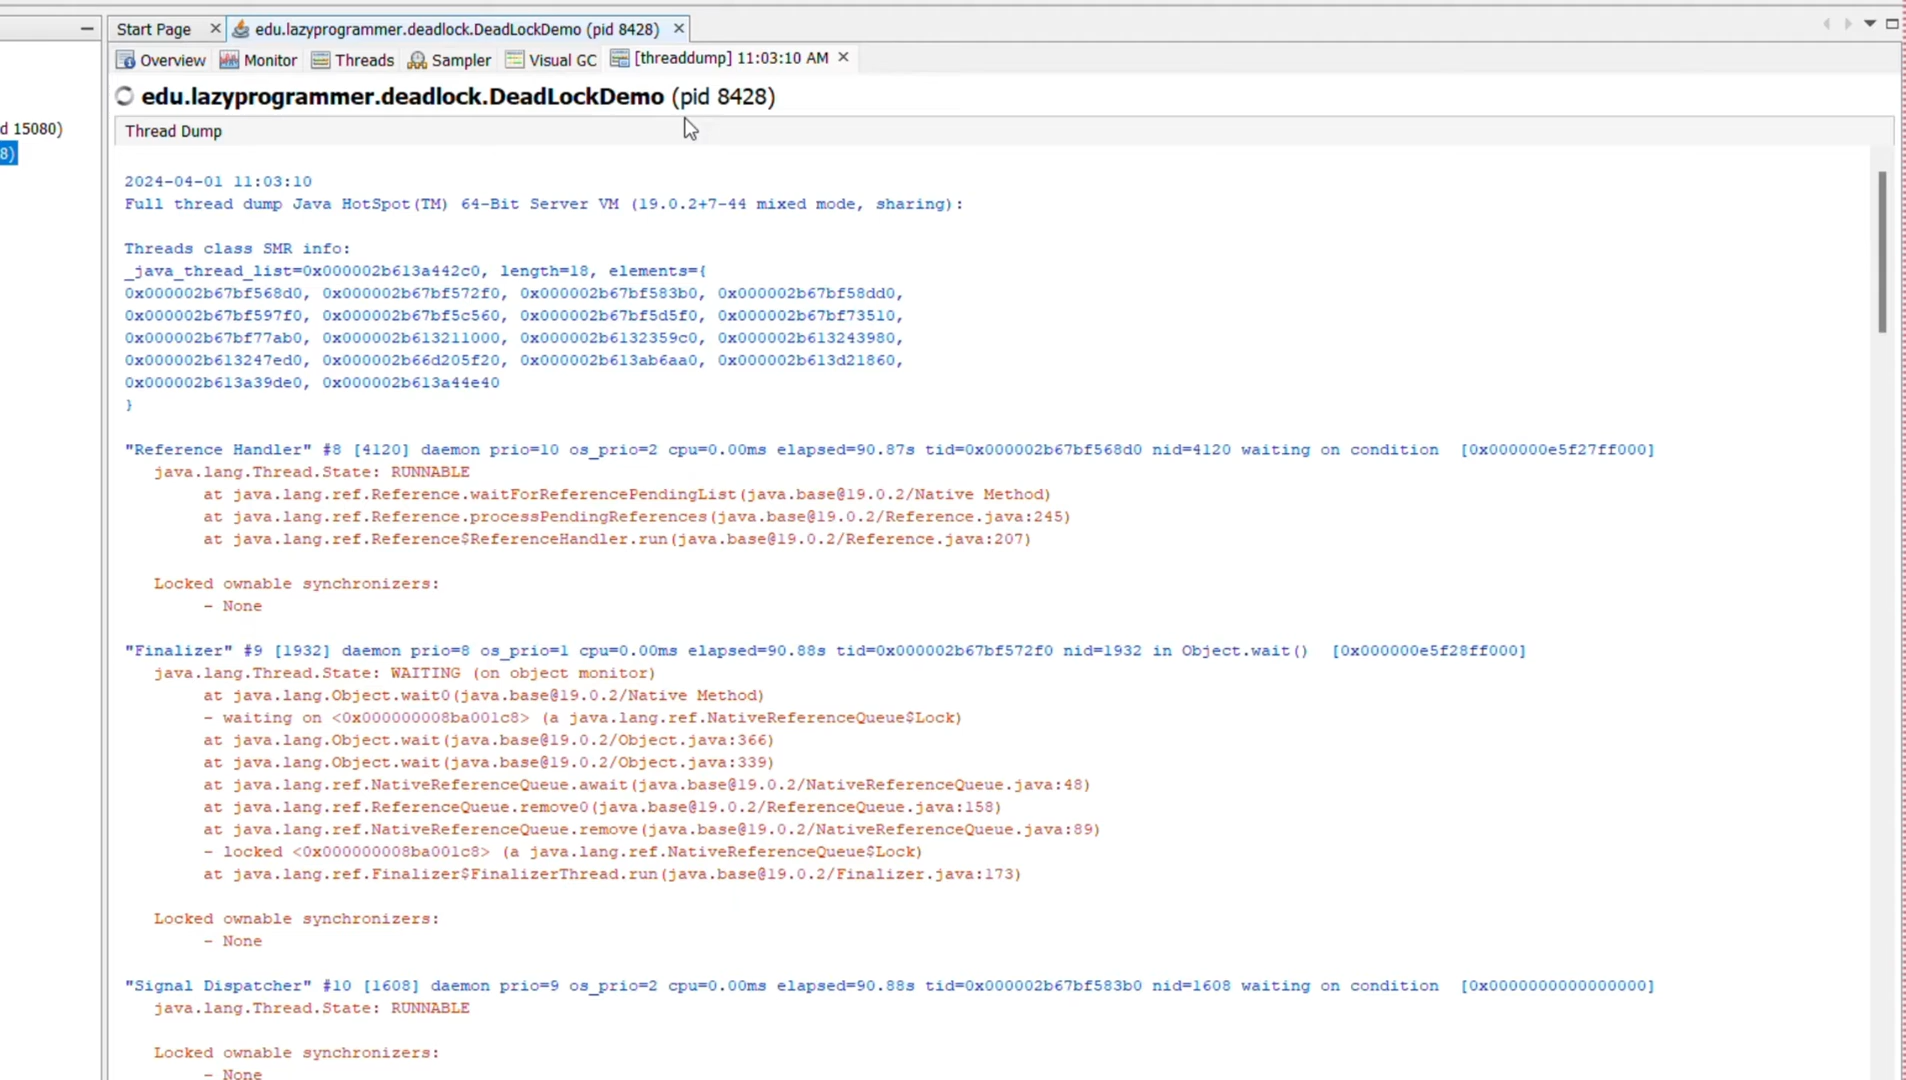 Start Page
edu.lazyprogrammer.deadlock.DeadLockDemo (pid 8428)
Overview Monitor Threads Sampler Visual GC [threaddump] 11:03:10 AM
d 15080)
8)
edu.lazyprogrammer.deadlock.DeadLockDemo (pid 8428)
Thread Dump
2024-04-01 11:03:10
Full thread dump Java HotSpot(TM) 64-Bit Server VM (19.0.2+7-44 mixed mode, sharing):
Threads class SMR info:
_java_thread_list=0x000002b613a442c0, length=18, elements={
0x000002b67bf568d0, 0x000002b67bf572f0, 0x000002b67bf583b0, 0x000002b67bf58dd0,
0x000002b67bf597f0, 0x000002b67bf5c560, 0x000002b67bf5d5f0, 0x000002b67bf73510,
0x000002b67bf77ab0, 0x000002b613211000, 0x000002b6132359c0, 0x000002b613243980,
0x000002b613247ed0, 0x000002b66d205f20, 0x000002b613ab6aa0, 0x000002b613d21860,
0x000002b613a39de0, 0x000002b613a44e40
}
"Reference Handler" #8 [4120] daemon prio=10 os_prio=2 cpu=0.00ms elapsed=90.87s tid=0x000002b67bf568d0 nid=4120 waiting on condition [0x000000e5f27ff000]
java.lang.Thread.State: RUNNABLE
at java.lang.ref.Reference.waitForReferencePendingList(java.base@19.0.2/Native Method)
at java.lang.ref.Reference.processPendingReferences(java.base@19.0.2/Reference.java:245)
at java.lang.ref.Reference$ReferenceHandler.run(java.base@19.0.2/Reference.java:207)
Locked ownable synchronizers:
- None
"Finalizer" #9 [1932] daemon prio=8 os_prio=1 cpu=0.00ms elapsed=90.88s tid=0x000002b67bf572f0 nid=1932 in Object.wait() [0x000000e5f28ff000]
java.lang.Thread.State: WAITING (on object monitor)
at java.lang.Object.wait0(java.base@19.0.2/Native Method)
- waiting on <0x000000008ba001c8> (a java.lang.ref.NativeReferenceQueue$Lock)
at java.lang.Object.wait(java.base@19.0.2/Object.java:366)
at java.lang.Object.wait(java.base@19.0.2/Object.java:339)
at java.lang.ref.NativeReferenceQueue.await(java.base@19.0.2/NativeReferenceQueue.java:48)
at java.lang.ref.ReferenceQueue.remove0(java.base@19.0.2/ReferenceQueue.java:158)
at java.lang.ref.NativeReferenceQueue.remove(java.base@19.0.2/NativeReferenceQueue.java:89)
- locked <0x000000008ba001c8> (a java.lang.ref.NativeReferenceQueue$Lock)
at java.lang.ref.Finalizer$FinalizerThread.run(java.base@19.0.2/Finalizer.java:173)
Locked ownable synchronizers:
- None
"Signal Dispatcher" #10 [1608] daemon prio=9 os_prio=2 cpu=0.00ms elapsed=90.88s tid=0x000002b67bf583b0 nid=1608 waiting on condition [0x0000000000000000]
java.lang.Thread.State: RUNNABLE
Locked ownable synchronizers:
- None